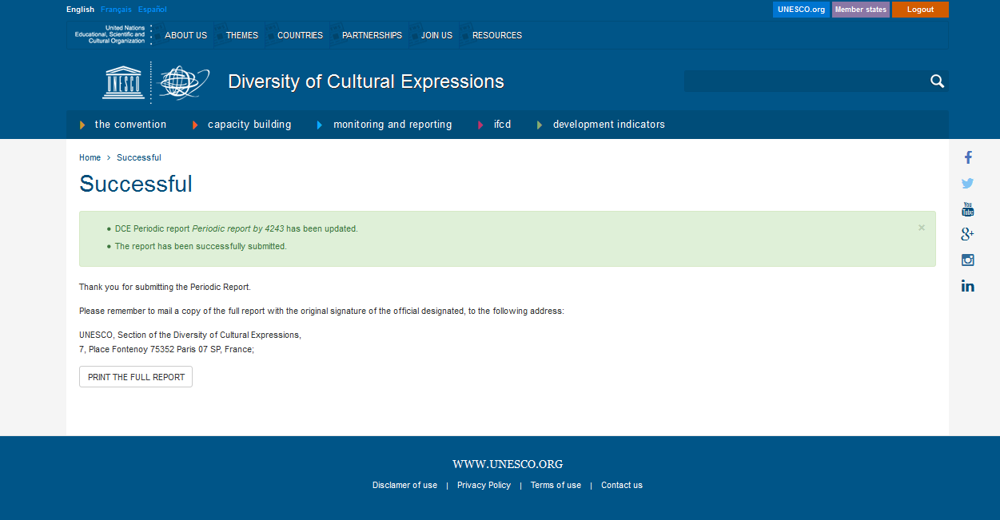 English Français Español
UNESCO.org Member states Logout
United Nations
Educational, Scientific and
Cultural Organization
ABOUT US THEMES COUNTRIES PARTNERSHIPS JOIN US RESOURCES
UNESCO
Diversity of Cultural Expressions
the convention capacity building monitoring and reporting ifcd development indicators
Home > Successful
Successful
• DCE Periodic report Periodic report by 4243 has been updated. ×
• The report has been successfully submitted.
Thank you for submitting the Periodic Report.
Please remember to mail a copy of the full report with the original signature of the official designated, to the following address:
UNESCO, Section of the Diversity of Cultural Expressions,
7, Place Fontenoy 75352 Paris 07 SP, France;
PRINT THE FULL REPORT
You
Tube
g+
in
WWW.UNESCO.ORG
Disclamer of use | Privacy Policy | Terms of use | Contact us